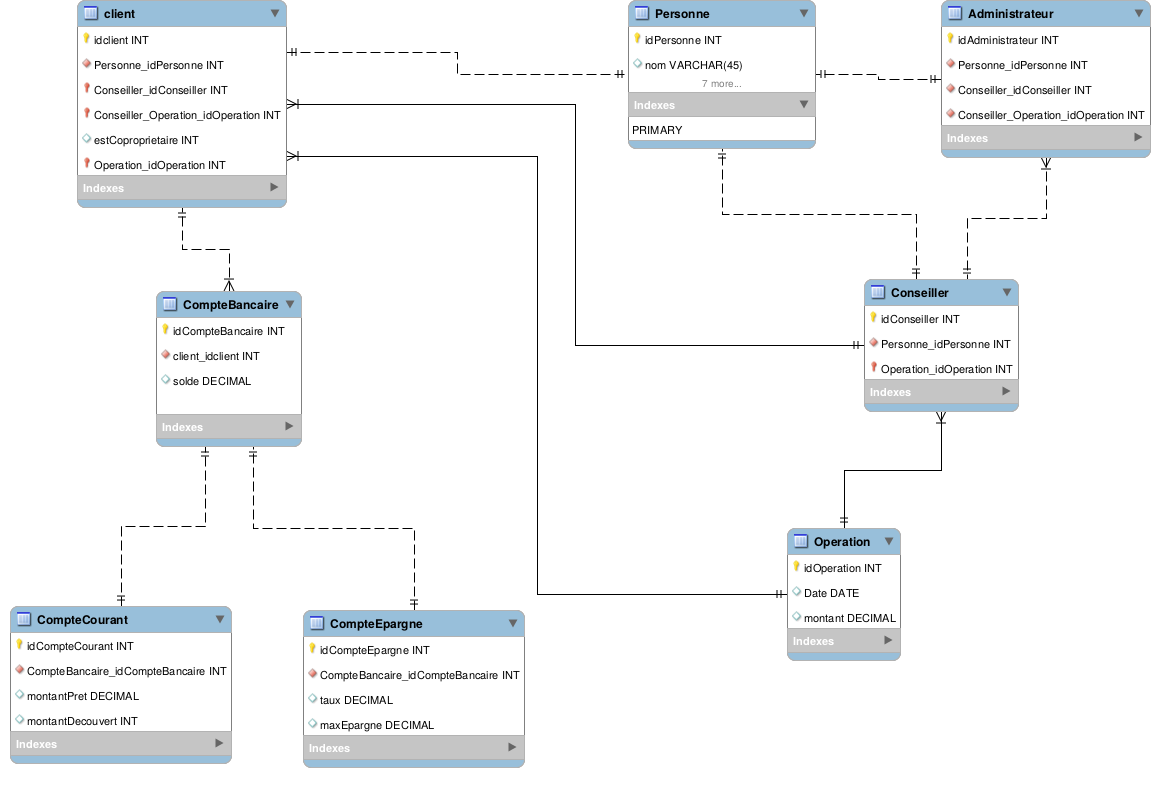 client
idclient INT
Personne_idPersonne INT
Conseiller_idConseiller INT
Conseiller_Operation_idOperation INT
estCoproprietaire INT
Operation_idOperation INT
Indexes
Personne
idPersonne INT
nom VARCHAR(45)
7 more...
Indexes
PRIMARY
Administrateur
idAdministrateur INT
Personne_idPersonne INT
Conseiller_idConseiller INT
Conseiller_Operation_idOperation INT
Indexes
CompteBancaire
idCompteBancaire INT
client_idclient INT
solde DECIMAL
Indexes
Conseiller
idConseiller INT
Personne_idPersonne INT
Operation_idOperation INT
Indexes
Operation
idOperation INT
Date DATE
montant DECIMAL
Indexes
CompteCourant
idCompteCourant INT
CompteBancaire_idCompteBancaire INT
montantPret DECIMAL
montantDecouvert INT
Indexes
CompteEpargne
idCompteEpargne INT
CompteBancaire_idCompteBancaire INT
taux DECIMAL
maxEpargne DECIMAL
Indexes